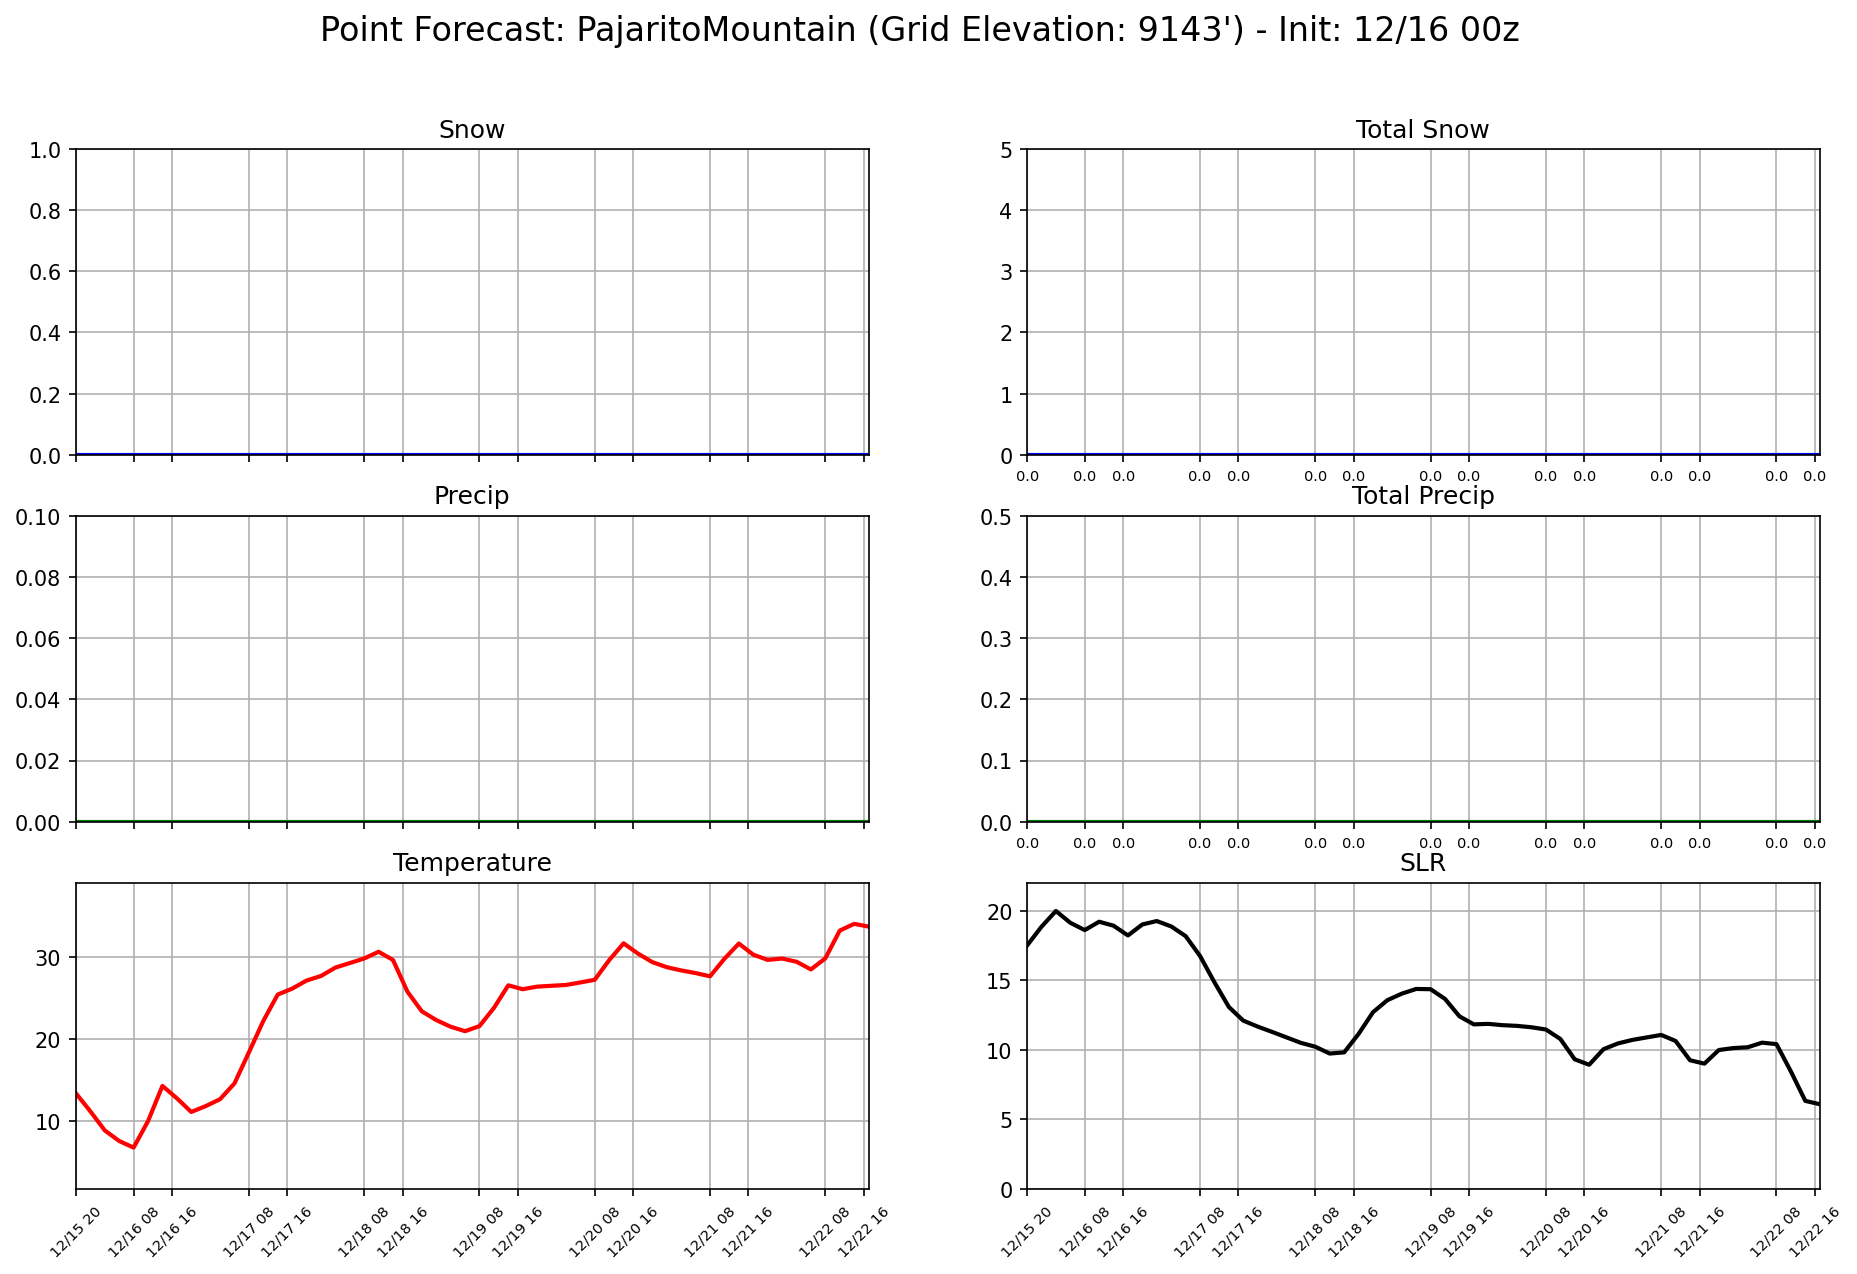 Point Forecast: PajaritoMountain (Grid Elevation: 9143') - Init: 12/16 00z
Snow
1.0
0.8
0.6
0.4
0.2
0.0
Total Snow
5
4
3
2
1
0
0.0 0.0 0.0 0.0 0.0 0.0 0.0 0.0 0.0 0.0 0.0 0.0 0.0 0.0 0.0
Precip
0.10
0.08
0.06
0.04
0.02
0.00
Total Precip
0.5
0.4
0.3
0.2
0.1
0.0
0.0 0.0 0.0 0.0 0.0 0.0 0.0 0.0 0.0 0.0 0.0 0.0 0.0 0.0 0.0
Temperature
30
20
10
12/15 20 12/16 08 12/16 16 12/17 08 12/17 16 12/18 08 12/18 16 12/19 08 12/19 16 12/20 08 12/20 16 12/21 08 12/21 16 12/22 08 12/22 16
SLR
20
15
10
5
0
12/15 20 12/16 08 12/16 16 12/17 08 12/17 16 12/18 08 12/18 16 12/19 08 12/19 16 12/20 08 12/20 16 12/21 08 12/21 16 12/22 08 12/22 16